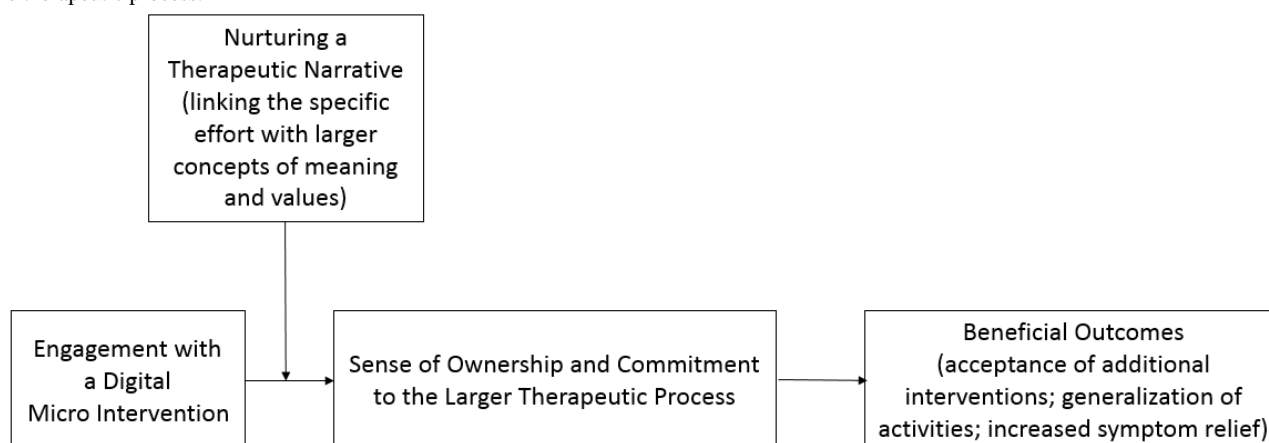 Nurturing a
Therapeutic Narrative
(linking the specific
effort with larger
concepts of meaning
and values)
Engagement with
a Digital
Micro Intervention
Sense of Ownership and Commitment
to the Larger Therapeutic Process
Beneficial Outcomes
(acceptance of additional
interventions; generalization of
activities; increased symptom relief)